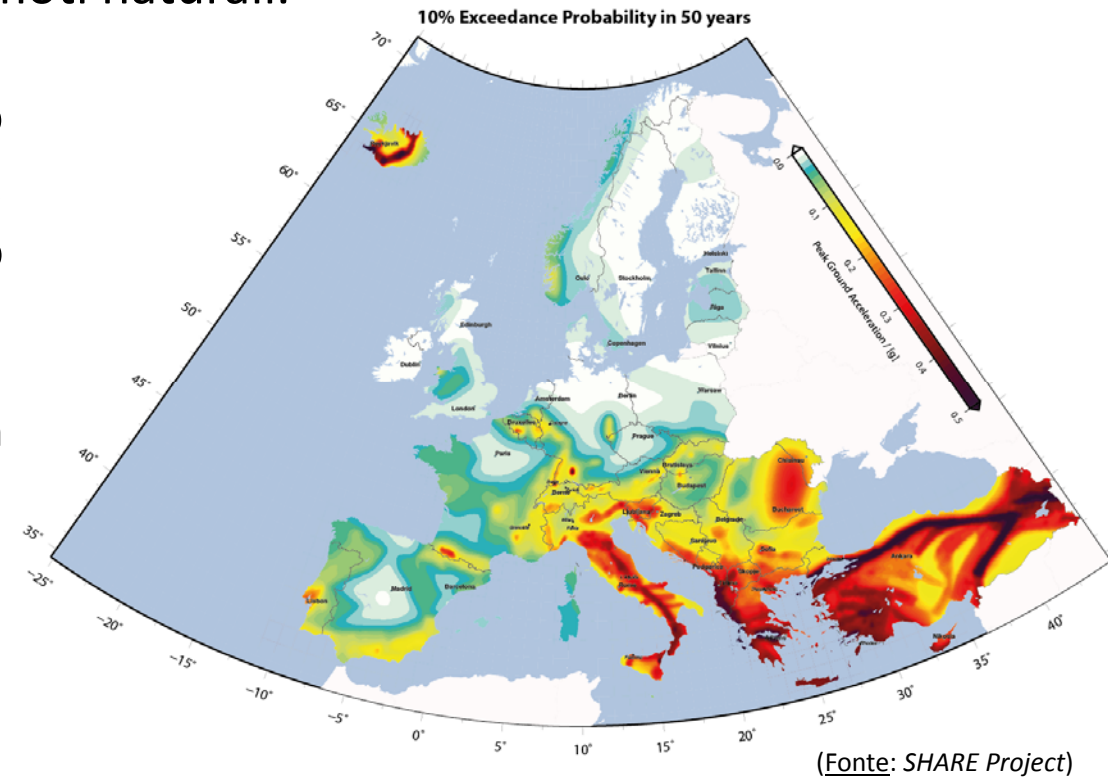 10% Exceedance Probability in 50 years
70°
65°
60°
55°
50°
45°
40°
35°
−25°
−20°
−15°
−10°
−5°
0°
5°
10°
15°
20°
25°
30°
35°
40°
0.0
0.1
0.2
0.3
0.4
0.5
Peak Ground Acceleration / [g]
Reykjavik
Oslo
Stockholm
Helsinki
Tallinn
Riga
Vilnius
Copenhagen
Edinburgh
Dublin
London
Amsterdam
Berlin
Warsaw
Bruxelles
Prague
Paris
Vienna
Bratislava
Budapest
Chisinau
Bern
Ljubljana
Zagreb
Belgrade
Bucharest
Sarajevo
Sofia
Podgorica
Skopje
Madrid
Barcelona
Lisbon
Ankara
Nikosia
(Fonte: SHARE Project)